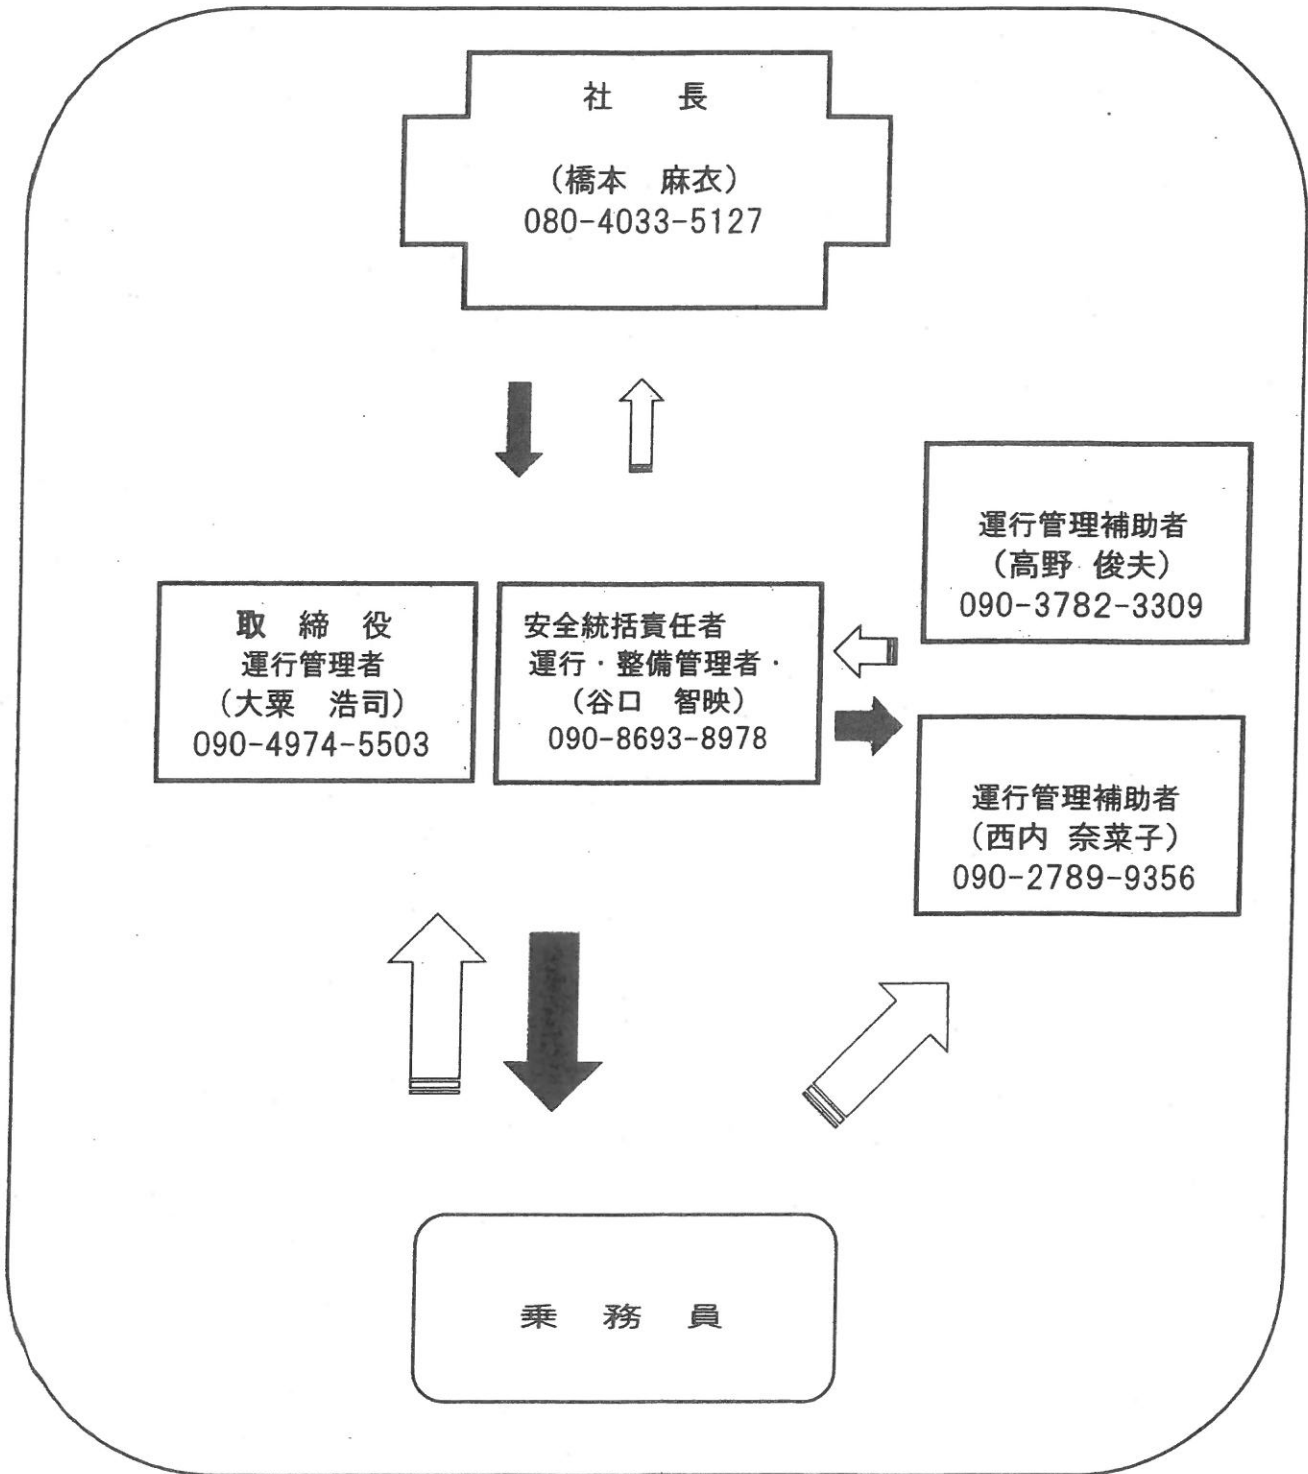 社　長
（橋本　麻衣）
080-4033-5127
取　締　役
運行管理者
（大粟　浩司）
090-4974-5503
安全統括責任者
運行・整備管理者・
（谷口　智映）
090-8693-8978
運行管理補助者
（高野 俊夫）
090-3782-3309
運行管理補助者
（西内 奈菜子）
090-2789-9356
乗　務　員